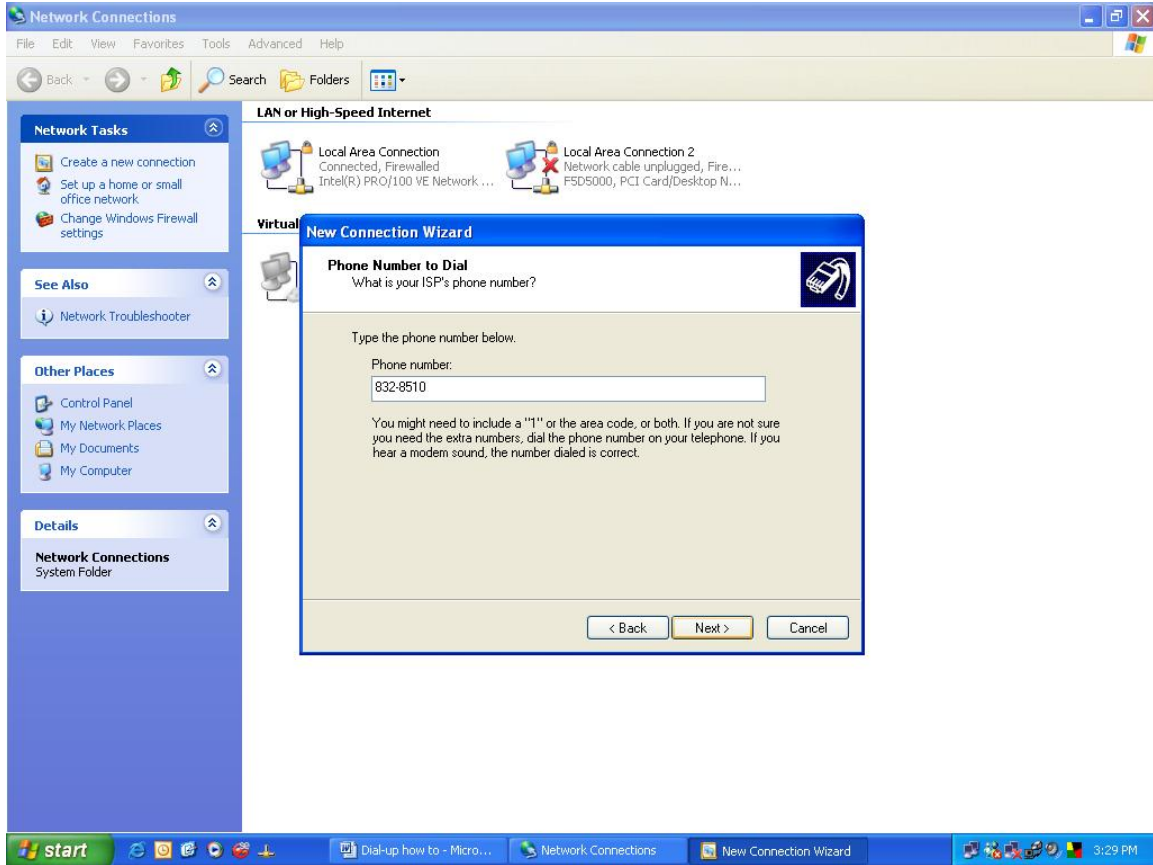 Network Connections
File Edit View Favorites Tools Advanced Help
Back Search Folders
Network Tasks
Create a new connection
Set up a home or small
office network
Change Windows Firewall
settings
See Also
Network Troubleshooter
Other Places
Control Panel
My Network Places
My Documents
My Computer
Details
Network Connections
System Folder
LAN or High-Speed Internet
Local Area Connection
Connected, Firewalled
Intel(R) PRO/100 VE Network ...
Local Area Connection 2
Network cable unplugged, Fire...
F5D5000, PCI Card/Desktop N...
Virtual
New Connection Wizard
Phone Number to Dial
What is your ISP's phone number?
Type the phone number below.
Phone number:
832-8510
You might need to include a "1" or the area code, or both. If you are not sure
you need the extra numbers, dial the phone number on your telephone. If you
hear a modem sound, the number dialed is correct.
< Back Next > Cancel
start Dial-up how to - Micro... Network Connections New Connection Wizard 3:29 PM